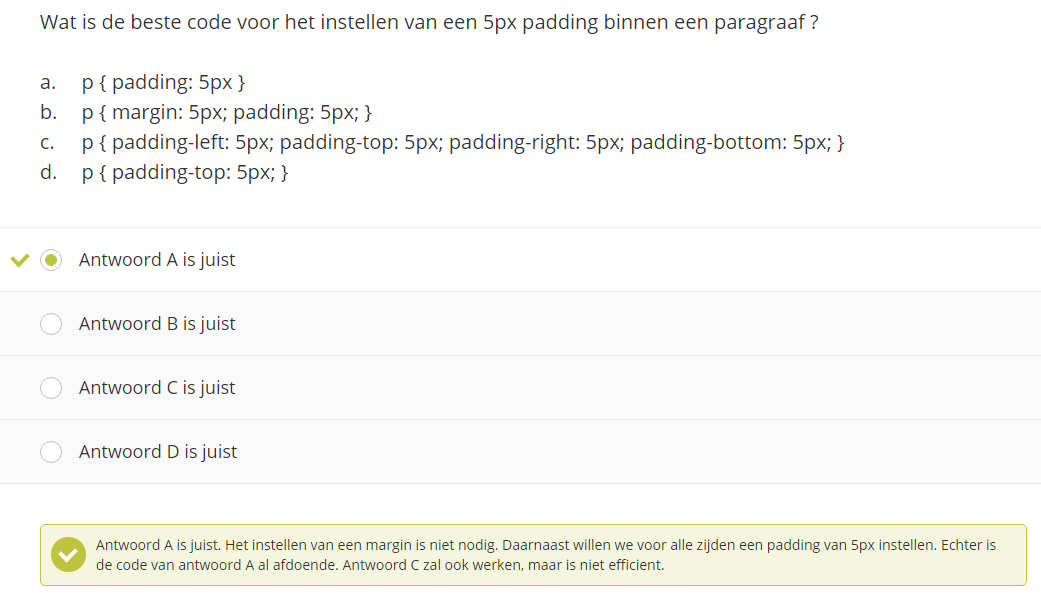 Wat is de beste code voor het instellen van een 5px padding binnen een paragraaf ?
a. p { padding: 5px }
b. p { margin: 5px; padding: 5px; }
c. p { padding-left: 5px; padding-top: 5px; padding-right: 5px; padding-bottom: 5px; }
d. p { padding-top: 5px; }
Antwoord A is juist
Antwoord B is juist
Antwoord C is juist
Antwoord D is juist
Antwoord A is juist. Het instellen van een margin is niet nodig. Daarnaast willen we voor alle zijden een padding van 5px instellen. Echter is
de code van antwoord A al afdoende. Antwoord C zal ook werken, maar is niet efficient.